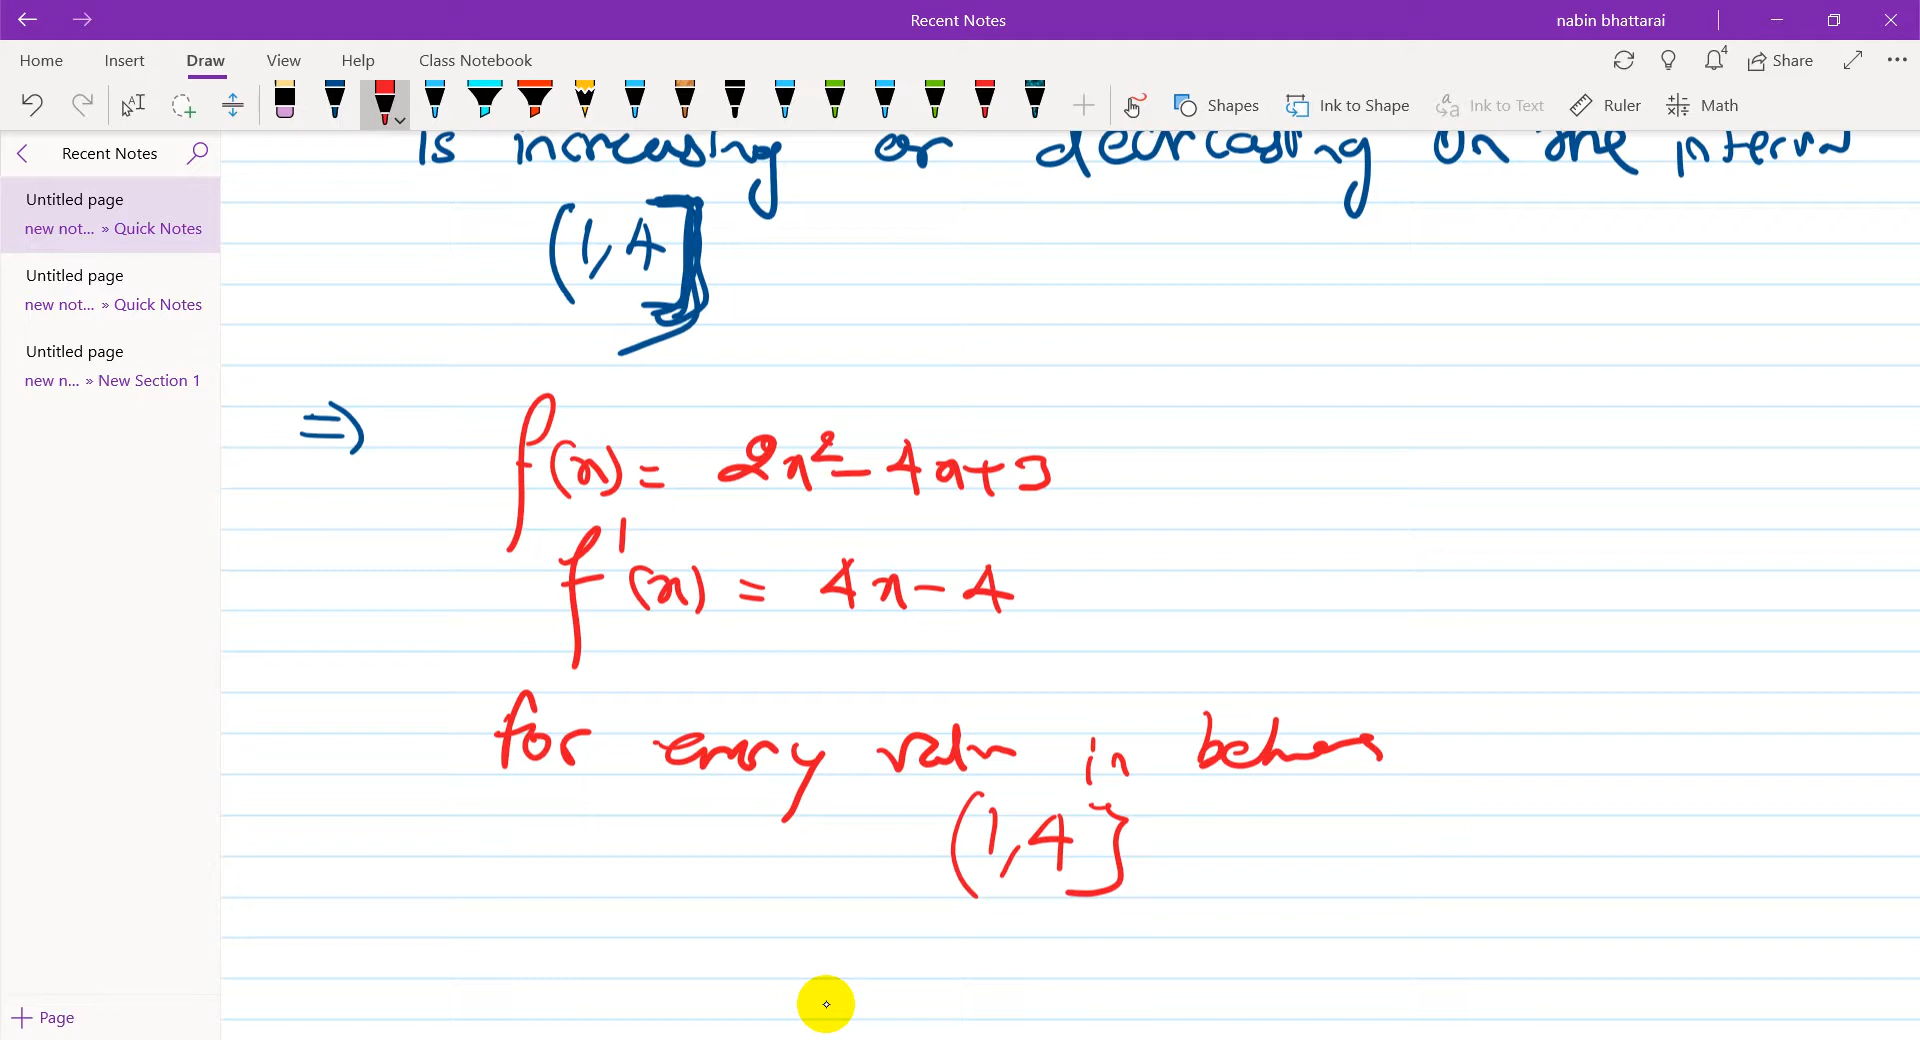 Recent Notes
nabin bhattarai
Home Insert Draw View Help Class Notebook
4
Share
Shapes Ink to Shape Ink to Text Ruler Math
Recent Notes
Untitled page
new not... » Quick Notes
Untitled page
new not... » Quick Notes
Untitled page
new n... » New Section 1
Page
is increasing or decreasing on the interval
(1,4]
⇒
f(x) = 2x² - 4x + 3
f'(x) = 4x - 4
for every value in between
(1,4]